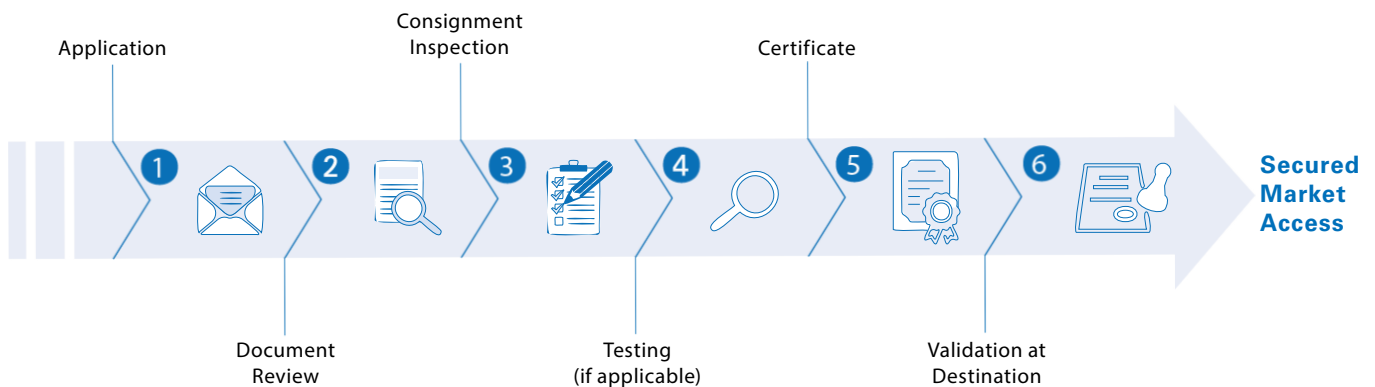 Application
1
Document
Review
2
Consignment
Inspection
3
Testing
(if applicable)
4
Certificate
5
Validation at
Destination
6
Secured
Market
Access